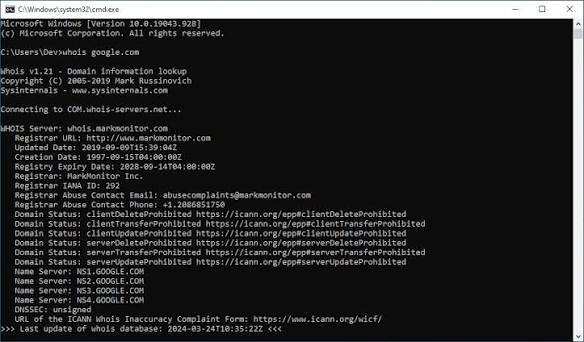 C:\Windows\system32\cmd.exe
Microsoft Windows [Version 10.0.19043.928]
(c) Microsoft Corporation. All rights reserved.
C:\Users\Dev>whois google.com
Whois v1.21 - Domain information lookup
Copyright (C) 2005-2019 Mark Russinovich
Sysinternals - www.sysinternals.com
Connecting to COM.whois-servers.net...
WHOIS Server: whois.markmonitor.com
Registrar URL: http://www.markmonitor.com
Updated Date: 2019-09-09T15:39:04Z
Creation Date: 1997-09-15T04:00:00Z
Registry Expiry Date: 2028-09-14T04:00:00Z
Registrar: MarkMonitor Inc.
Registrar IANA ID: 292
Registrar Abuse Contact Email: abusecomplaints@markmonitor.com
Registrar Abuse Contact Phone: +1.2086851750
Domain Status: clientDeleteProhibited https://icann.org/epp#clientDeleteProhibited
Domain Status: clientTransferProhibited https://icann.org/epp#clientTransferProhibited
Domain Status: clientUpdateProhibited https://icann.org/epp#clientUpdateProhibited
Domain Status: serverDeleteProhibited https://icann.org/epp#serverDeleteProhibited
Domain Status: serverTransferProhibited https://icann.org/epp#serverTransferProhibited
Domain Status: serverUpdateProhibited https://icann.org/epp#serverUpdateProhibited
Name Server: NS1.GOOGLE.COM
Name Server: NS2.GOOGLE.COM
Name Server: NS3.GOOGLE.COM
Name Server: NS4.GOOGLE.COM
DNSSEC: unsigned
URL of the ICANN Whois Inaccuracy Complaint Form: https://www.icann.org/wicf/
>>> Last update of whois database: 2024-03-24T10:35:22Z <<<